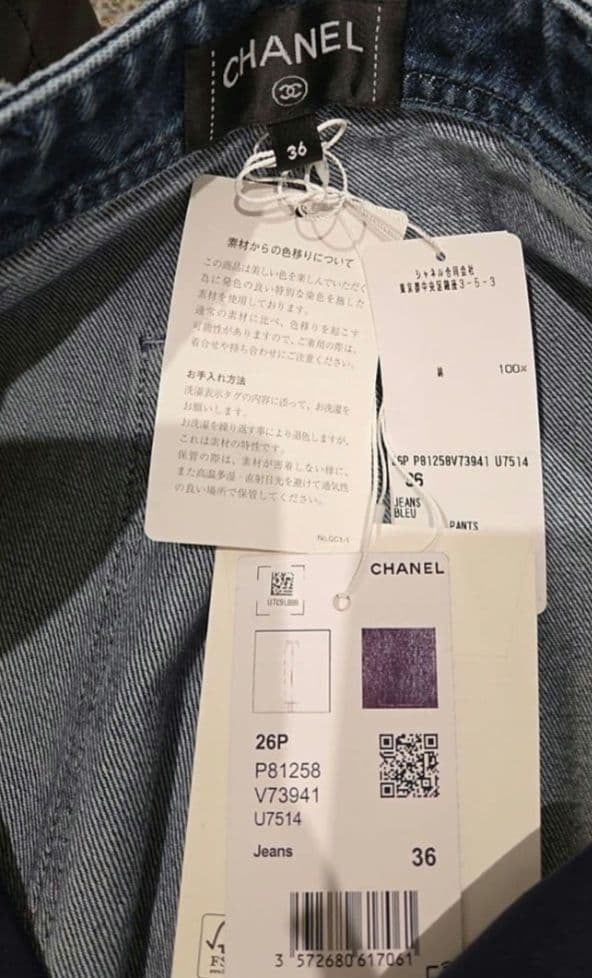 CHANEL
36
素材からの色移りについて
この商品は美しい色を楽しんでいただく
為に発色の良い特別な染色を施した
素材を使用しております。
通常の素材に比べ、色移りを起こす
可能性がありますので、ご着用の際は、
着合せや持ち合わせにご注意ください。
お手入れ方法
洗濯表示タグの内容に添って、お洗濯を
お願いします。
お洗濯を繰り返す事により退色しますが、
これは素材の特性です。
保管の際は、素材が密着しない様に、
また高温多湿・直射日光を避けて通気性
の良い場所で保管してください。
No.QC1-1
シャネル合同会社
東京都中央区銀座3-5-3
綿 100%
26P P81258V73941 U7514
36
JEANS
BLEU
PANTS
CHANEL
26P
P81258
V73941
U7514
Jeans
36
3 572680 617061